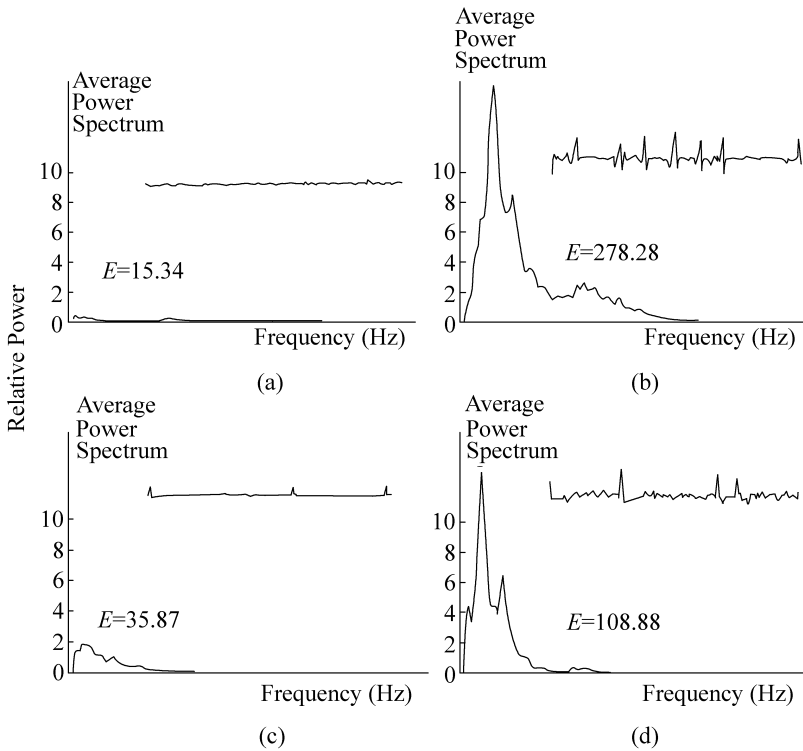 Average
Power
Spectrum
10
8
6
4
2
0
E=15.34
Frequency (Hz)
(a)
Average
Power
Spectrum
10
8
6
4
2
0
E=278.28
Frequency (Hz)
(b)
Relative Power
Average
Power
Spectrum
10
8
6
4
2
0
E=35.87
Frequency (Hz)
(c)
Average
Power
Spectrum
10
8
6
4
2
0
E=108.88
Frequency (Hz)
(d)